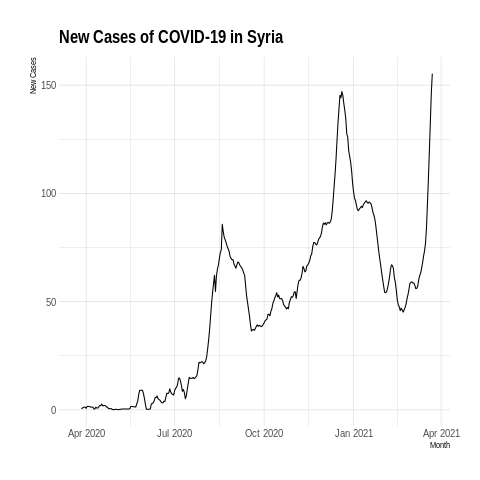 New Cases of COVID-19 in Syria
New Cases
150
100
50
0
Apr 2020
Jul 2020
Oct 2020
Jan 2021
Apr 2021
Month